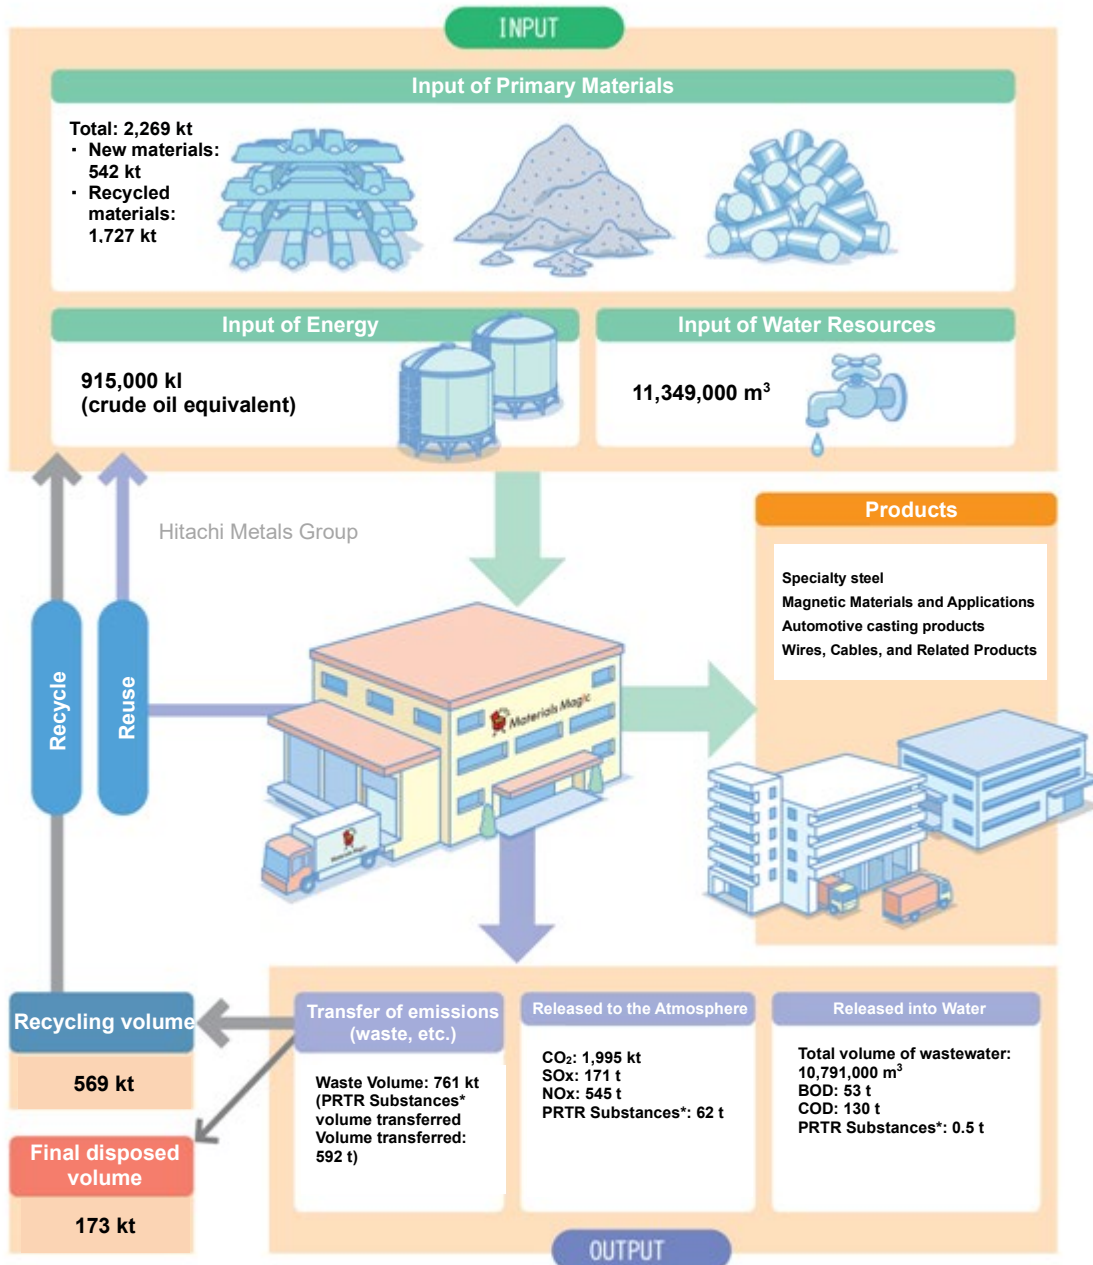 INPUT
Input of Primary Materials
Total: 2,269 kt
・ New materials:
542 kt
・ Recycled
materials:
1,727 kt
Input of Energy
915,000 kl
(crude oil equivalent)
Input of Water Resources
11,349,000 m³
Hitachi Metals Group
Recycle
Reuse
Products
Specialty steel
Magnetic Materials and Applications
Automotive casting products
Wires, Cables, and Related Products
Materials Magic
Materials Magic
Recycling volume
569 kt
Final disposed
volume
173 kt
Transfer of emissions
(waste, etc.)
Waste Volume: 761 kt
(PRTR Substances*
volume transferred
Volume transferred:
592 t)
Released to the Atmosphere
CO₂: 1,995 kt
SOx: 171 t
NOx: 545 t
PRTR Substances*: 62 t
Released into Water
Total volume of wastewater:
10,791,000 m³
BOD: 53 t
COD: 130 t
PRTR Substances*: 0.5 t
OUTPUT